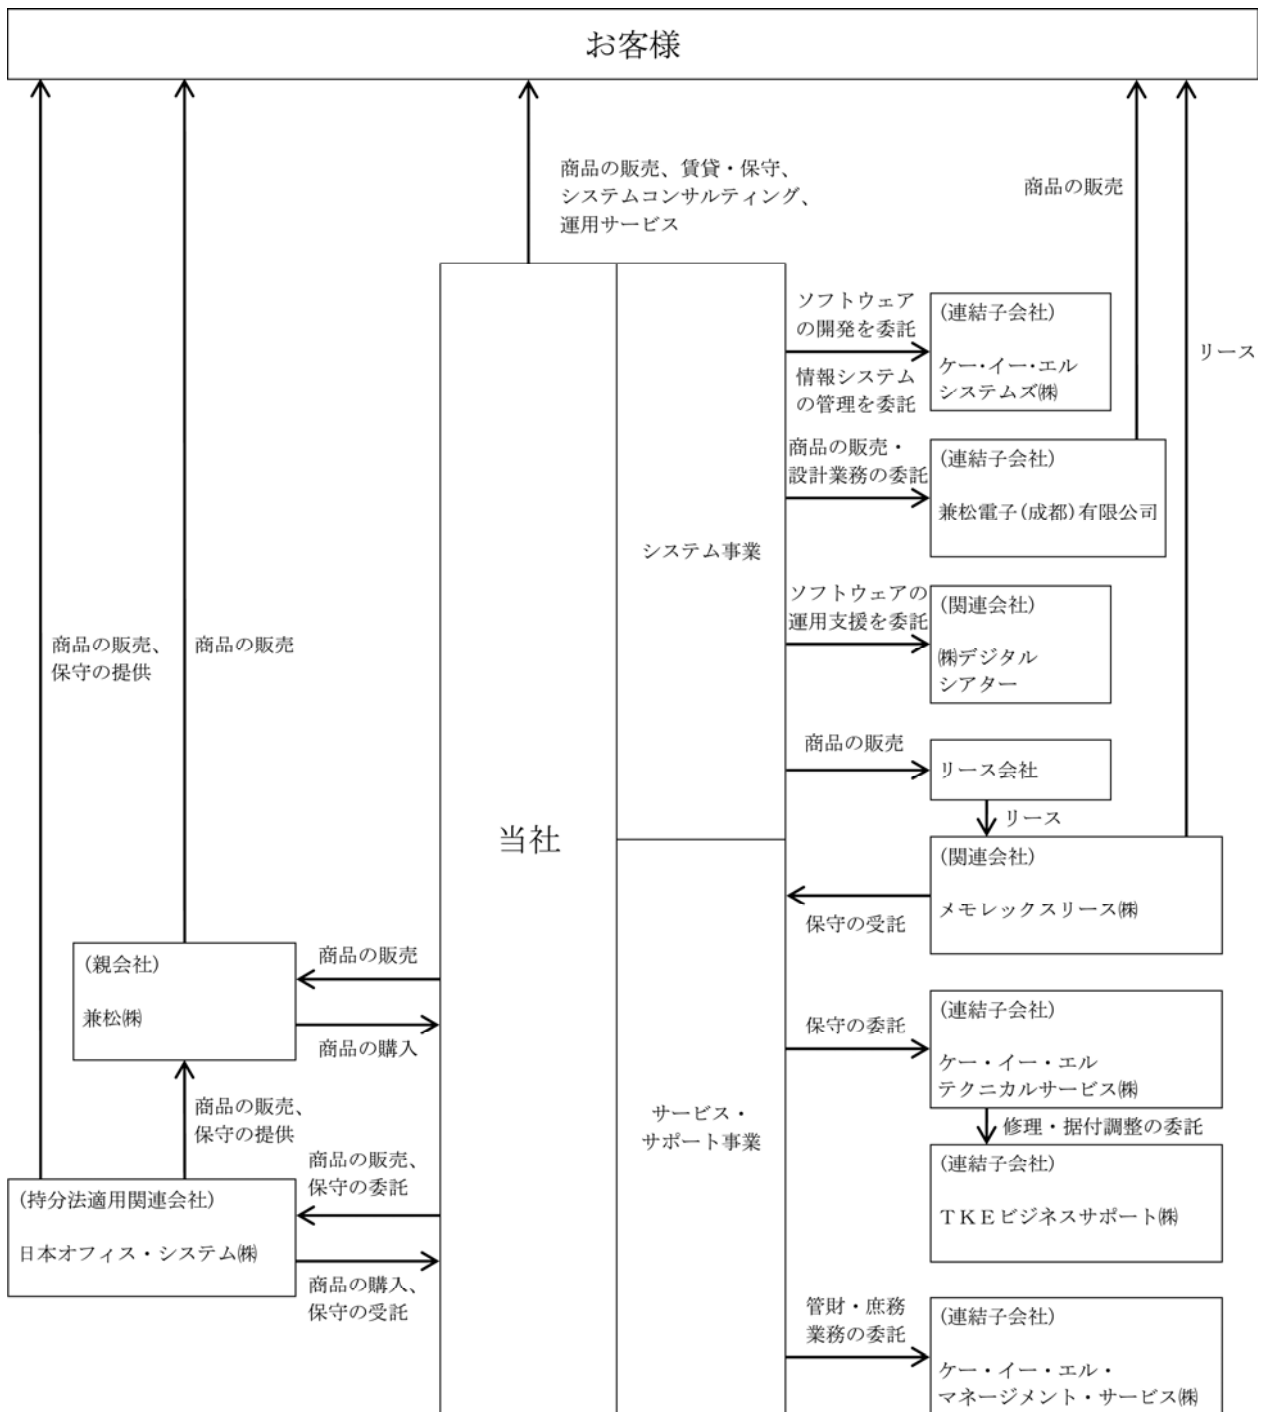 お客様
商品の販売、賃貸・保守、
システムコンサルティング、
運用サービス
商品の販売
リース
ソフトウェア
の開発を委託
情報システム
の管理を委託
(連結子会社)
ケー・イー・エル
システムズ㈱
商品の販売・
設計業務の委託
(連結子会社)
兼松電子(成都)有限公司
システム事業
ソフトウェアの
運用支援を委託
(関連会社)
㈱デジタル
シアター
商品の販売、
保守の提供
商品の販売
商品の販売
リース会社
リース
当社
(関連会社)
メモレックスリース㈱
保守の受託
(親会社)
兼松㈱
商品の販売
商品の購入
保守の委託
(連結子会社)
ケー・イー・エル
テクニカルサービス㈱
修理・据付調整の委託
サービス・
サポート事業
商品の販売、
保守の提供
商品の販売、
保守の委託
(連結子会社)
ＴＫＥビジネスサポート㈱
(持分法適用関連会社)
日本オフィス・システム㈱
商品の購入、
保守の受託
管財・庶務
業務の委託
(連結子会社)
ケー・イー・エル・
マネージメント・サービス㈱